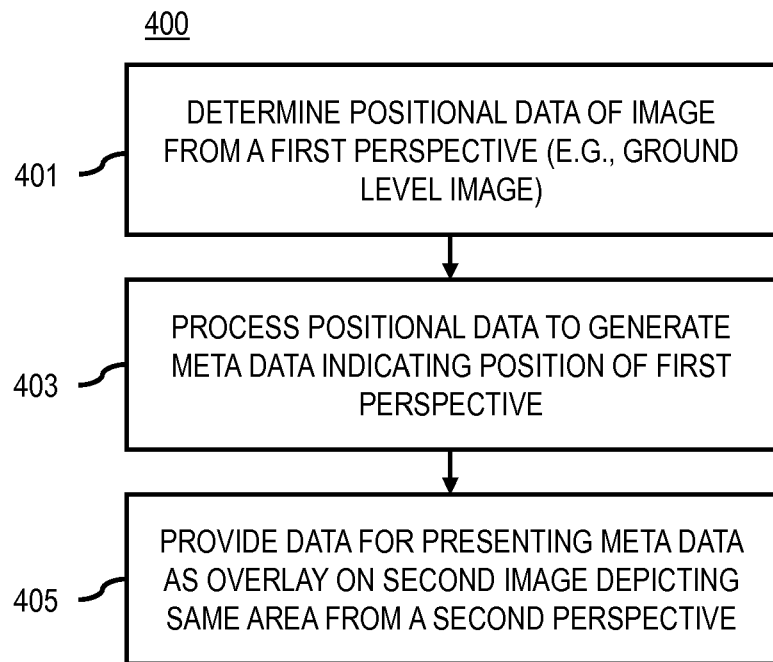 400
DETERMINE POSITIONAL DATA OF IMAGE
FROM A FIRST PERSPECTIVE (E.G., GROUND
LEVEL IMAGE)
401
PROCESS POSITIONAL DATA TO GENERATE
META DATA INDICATING POSITION OF FIRST
PERSPECTIVE
403
PROVIDE DATA FOR PRESENTING META DATA
AS OVERLAY ON SECOND IMAGE DEPICTING
SAME AREA FROM A SECOND PERSPECTIVE
405